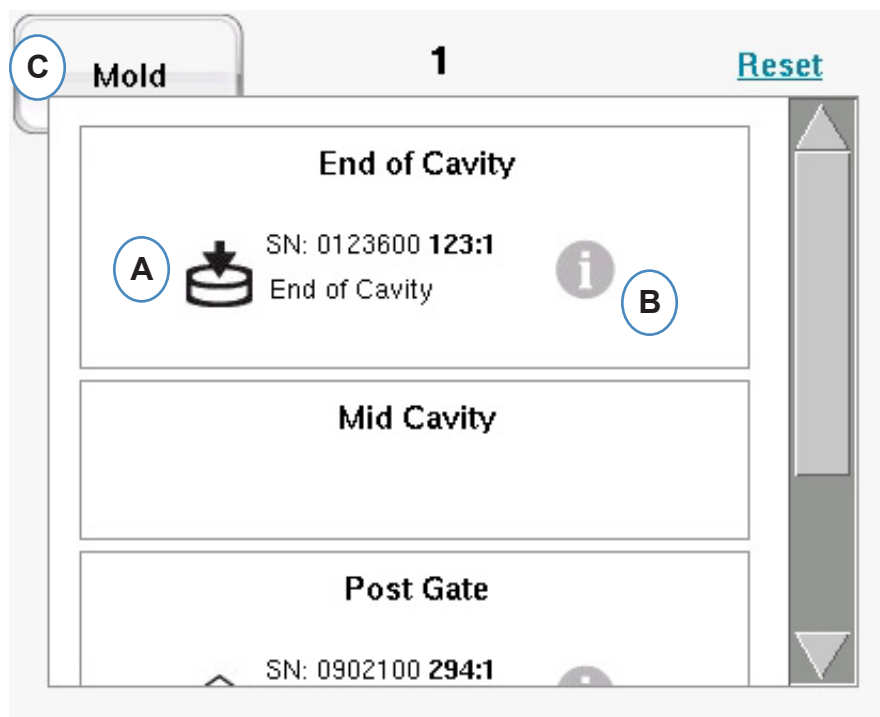 C
Mold
1
Reset
End of Cavity
A
SN: 0123600 123:1
End of Cavity
i
B
Mid Cavity
Post Gate
SN: 0902100 294:1
i